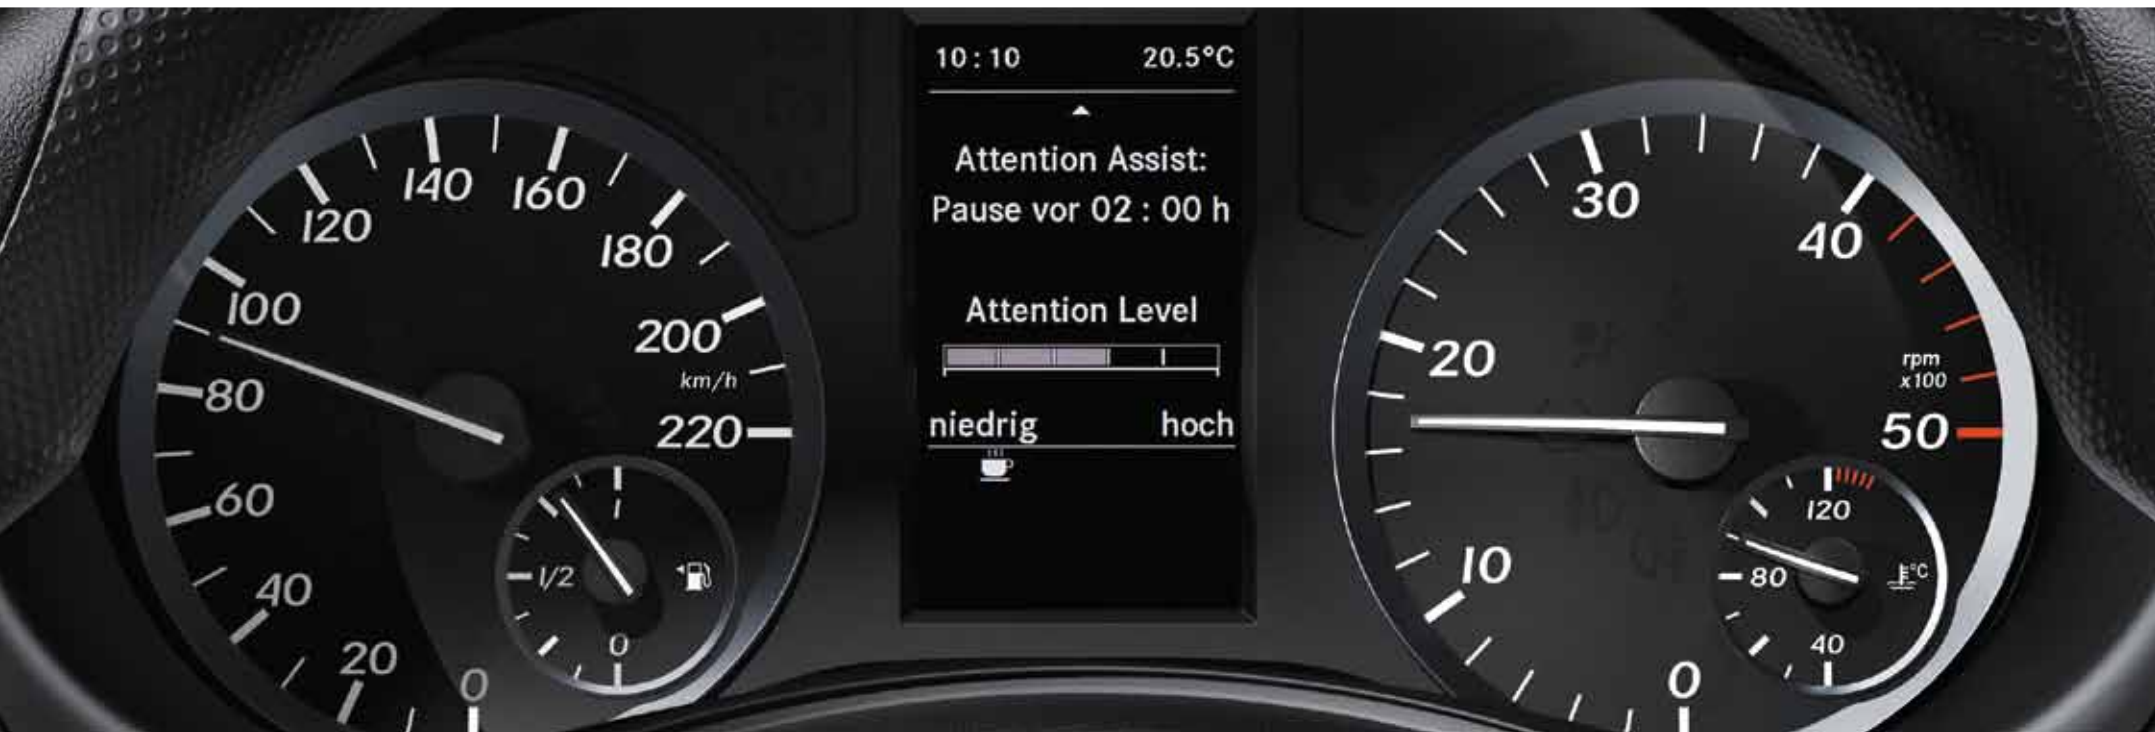 140
160
120
180
100
200
km/h
80
220
60
40
20
0
1/2
0
10:10 20.5°C
Attention Assist:
Pause vor 02 : 00 h
Attention Level
niedrig hoch
30
40
20
rpm
x100
50
10
0
120
80
°C
40